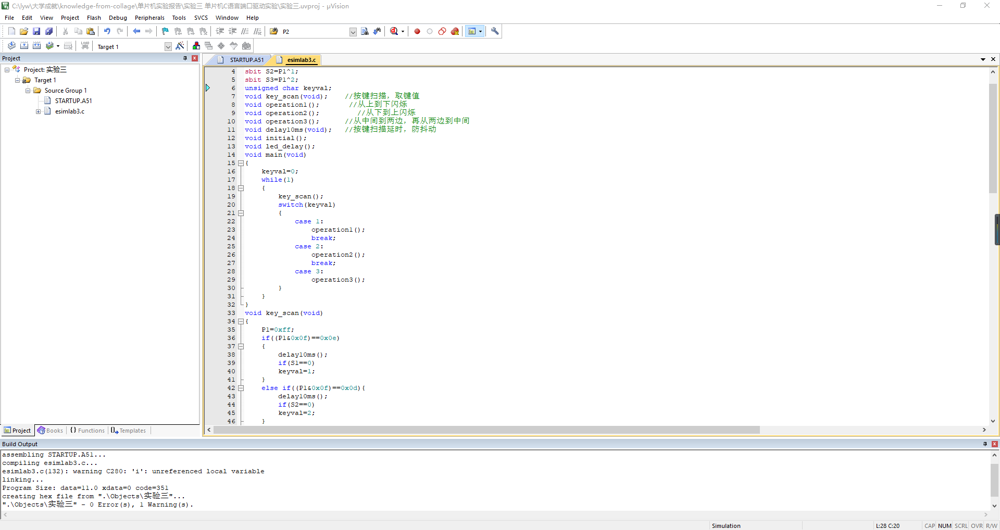 C:\lyw\大学成就\knowledge-from-collage\单片机实验报告\实验三 单片机C语言端口驱动实验\实验三.uvproj - µVision
File Edit View Project Flash Debug Peripherals Tools SVCS Window Help
P2
LOAD Target 1
Project
STARTUP.A51 esimlab3.c
Project: 实验三
Target 1
Source Group 1
STARTUP.A51
esimlab3.c
4 sbit S2=P1^1;
5 sbit S3=P1^2;
6 unsigned char keyval;
7 void key_scan(void); //按键扫描，取键值
8 void operation1(); //从上到下闪烁
9 void operation2(); //从下到上闪烁
10 void operation3(); //从中间到两边，再从两边到中间
11 void delay10ms(void); //按键扫描延时，防抖动
12 void initial();
13 void led_delay();
14 void main(void)
15 {
16 keyval=0;
17 while(1)
18 {
19 key_scan();
20 switch(keyval)
21 {
22 case 1:
23 operation1();
24 break;
25 case 2:
26 operation2();
27 break;
28 case 3:
29 operation3();
30 }
31 }
32 }
33 void key_scan(void)
34 {
35 P1=0xff;
36 if((P1&0x0f)==0x0e)
37 {
38 delay10ms();
39 if(S1==0)
40 keyval=1;
41 }
42 else if((P1&0x0f)==0x0d){
43 delay10ms();
44 if(S2==0)
45 keyval=2;
46 }
Project Books {} Functions Templates
Build Output
assembling STARTUP.A51...
compiling esimlab3.c...
esimlab3.c(132): warning C280: 'i': unreferenced local variable
linking...
Program Size: data=11.0 xdata=0 code=351
creating hex file from ".\Objects\实验三"...
".\Objects\实验三" - 0 Error(s), 1 Warning(s).
Simulation L:28 C:20 CAP NUM SCRL OVR R/W